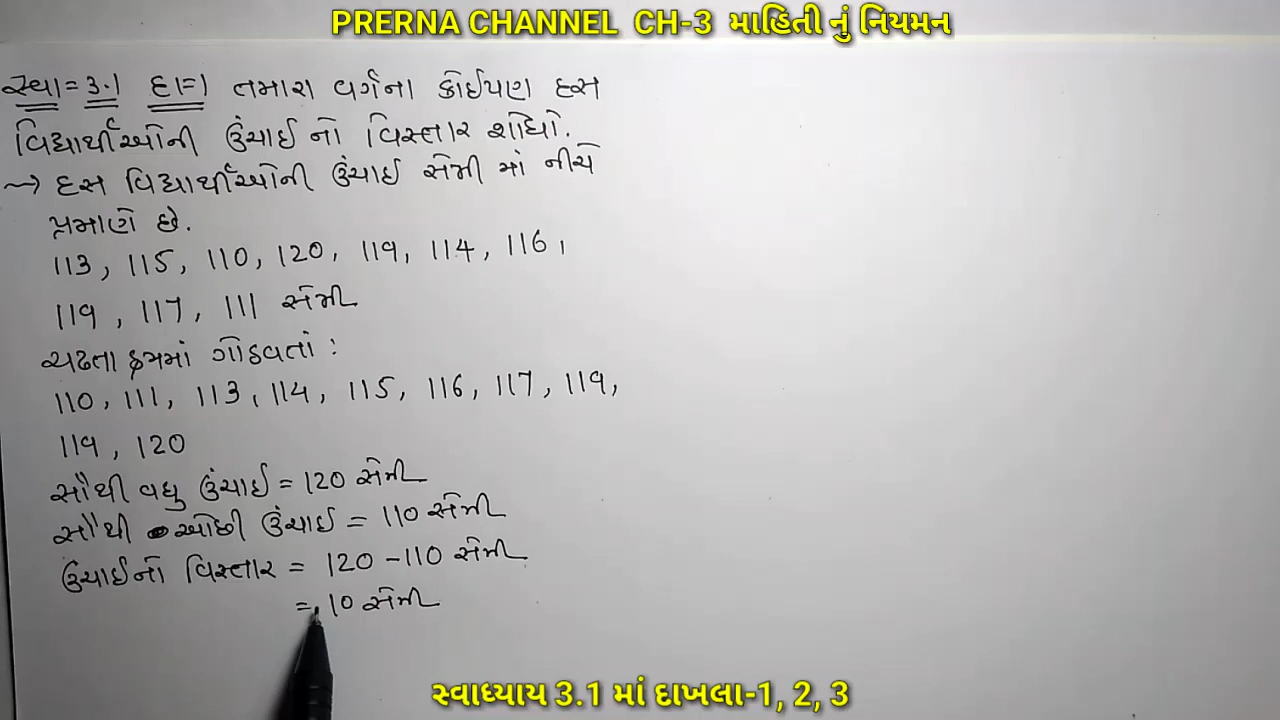 PRERNA CHANNEL CH-3 માહિતી નું નિયમન
સ્વા = 3.1 દા=1 તમારા વર્ગના કોઈપણ દસ
વિદ્યાર્થીઓની ઉંચાઈ નો વિસ્તાર શોધો.
→ દસ વિદ્યાર્થીઓની ઉંચાઈ સેમી માં નીચે
પ્રમાણે છે.
113, 115, 110, 120, 119, 114, 116,
119, 117, 111 સેમી
ચઢતા ક્રમમાં ગોઠવતાં :
110, 111, 113, 114, 115, 116, 117, 119,
119, 120
સૌથી વધુ ઉંચાઈ = 120 સેમી
સૌથી ઓછી ઉંચાઈ = 110 સેમી
ઉંચાઈનો વિસ્તાર = 120 - 110 સેમી
= 10 સેમી
સ્વાધ્યાય 3.1 માં દાખલા-1, 2, 3